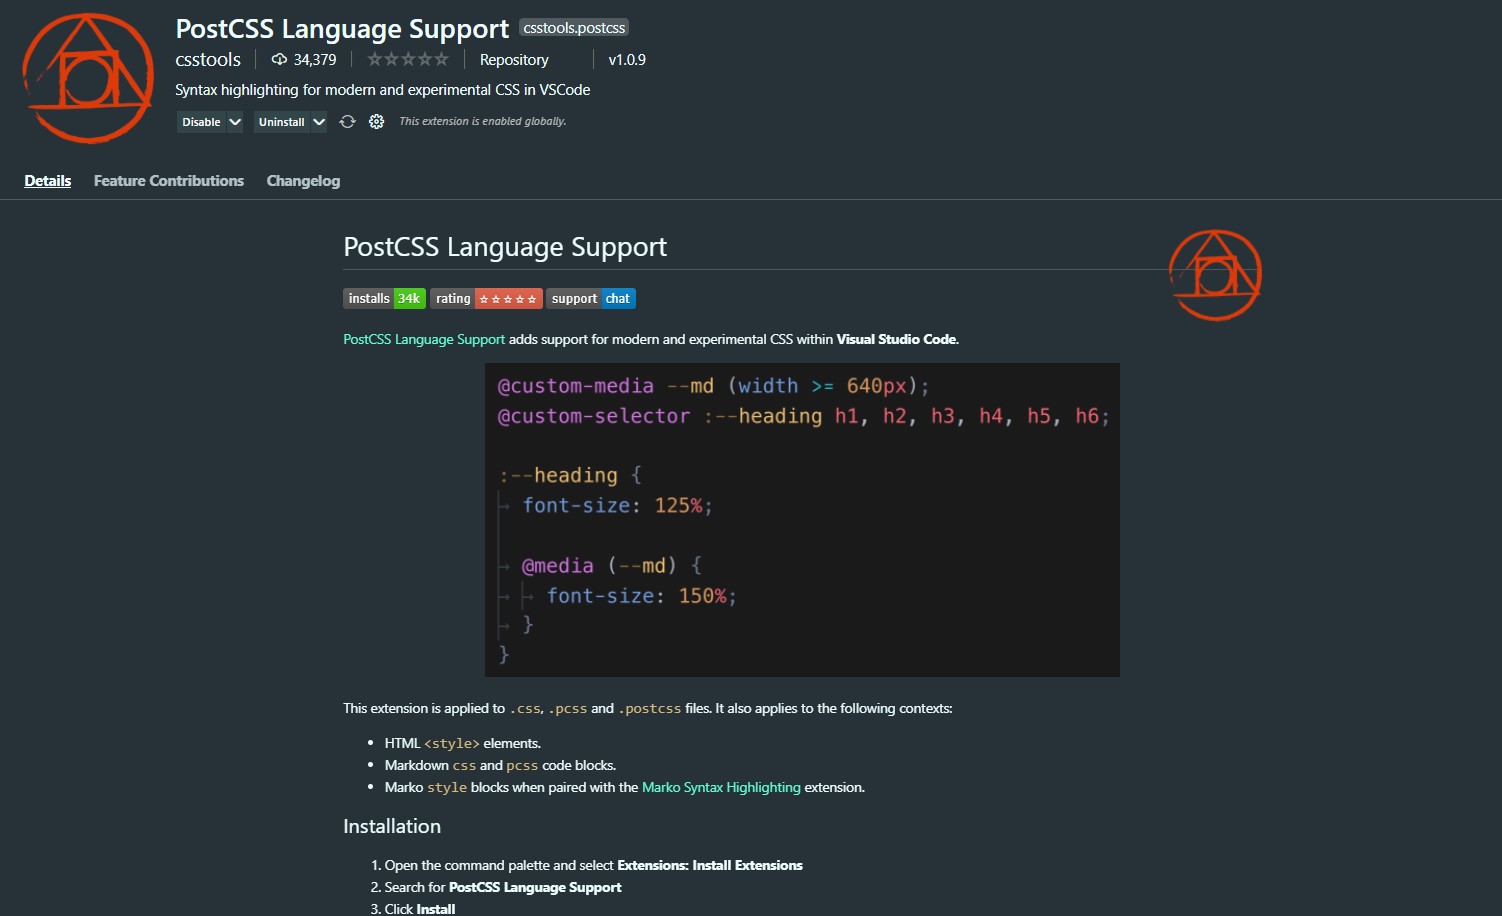 PostCSS Language Support csstools.postcss
csstools 34,379 ☆☆☆☆☆ Repository v1.0.9
Syntax highlighting for modern and experimental CSS in VSCode
Disable Uninstall This extension is enabled globally.
Details Feature Contributions Changelog
PostCSS Language Support
installs 34k rating ☆☆☆☆☆ support chat
PostCSS Language Support adds support for modern and experimental CSS within Visual Studio Code.
@custom-media --md (width >= 640px);
@custom-selector :--heading h1, h2, h3, h4, h5, h6;
:--heading {
font-size: 125%;
@media (--md) {
font-size: 150%;
}
}
This extension is applied to .css, .pcss and .postcss files. It also applies to the following contexts:
• HTML <style> elements.
• Markdown css and pcss code blocks.
• Marko style blocks when paired with the Marko Syntax Highlighting extension.
Installation
1. Open the command palette and select Extensions: Install Extensions
2. Search for PostCSS Language Support
3. Click Install